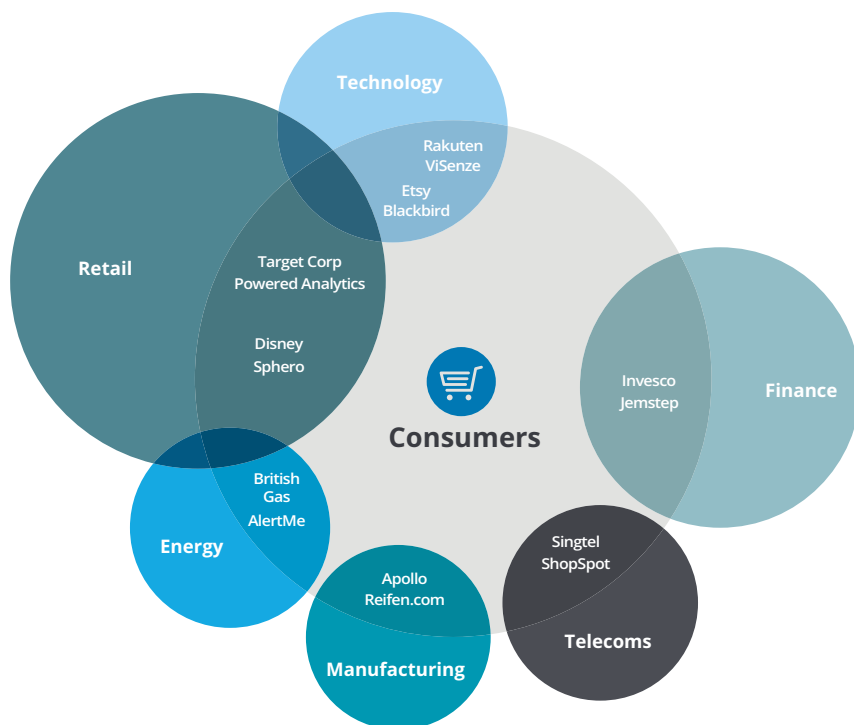 Technology
Rakuten
ViSenze
Etsy
Blackbird
Retail
Target Corp
Powered Analytics
Disney
Sphero
Consumers
Invesco
Jemstep
Finance
British
Gas
AlertMe
Energy
Apollo
Reifen.com
Manufacturing
Singtel
ShopSpot
Telecoms